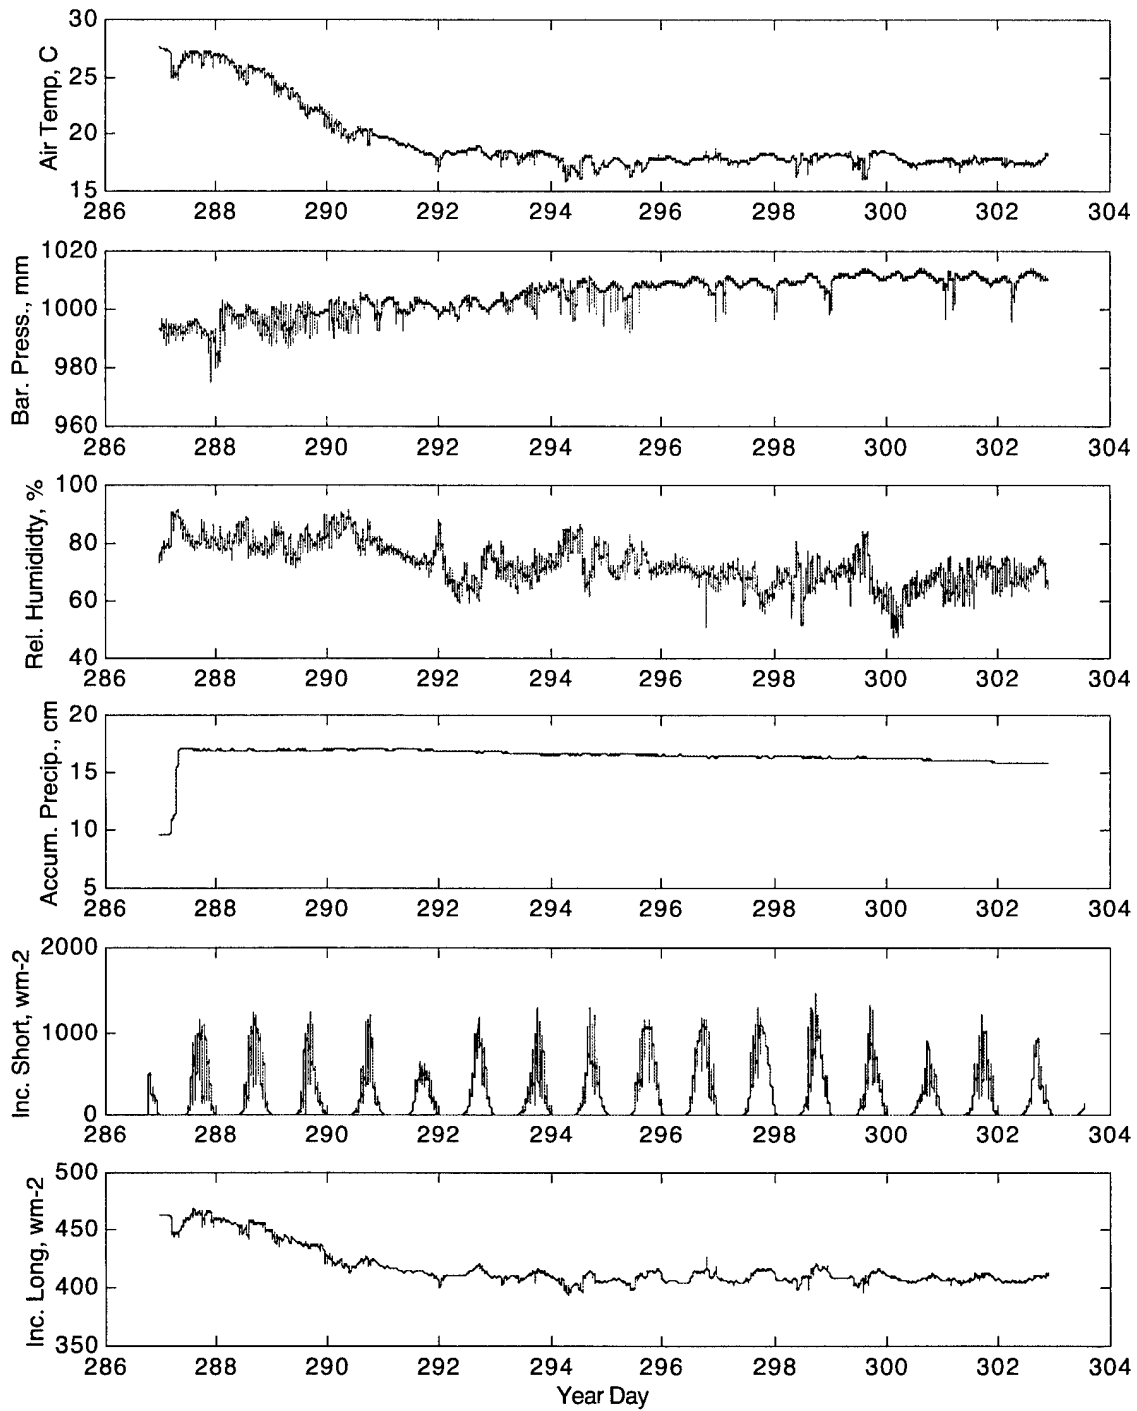 30
25
20
15
Air Temp, C
286 288 290 292 294 296 298 300 302 304
1020
1000
980
960
Bar. Press., mm
286 288 290 292 294 296 298 300 302 304
100
80
60
40
Rel. Humididty, %
286 288 290 292 294 296 298 300 302 304
20
15
10
5
Accum. Precip., cm
286 288 290 292 294 296 298 300 302 304
2000
1000
0
Inc. Short, wm-2
286 288 290 292 294 296 298 300 302 304
500
450
400
350
Inc. Long, wm-2
286 288 290 292 294 296 298 300 302 304
Year Day